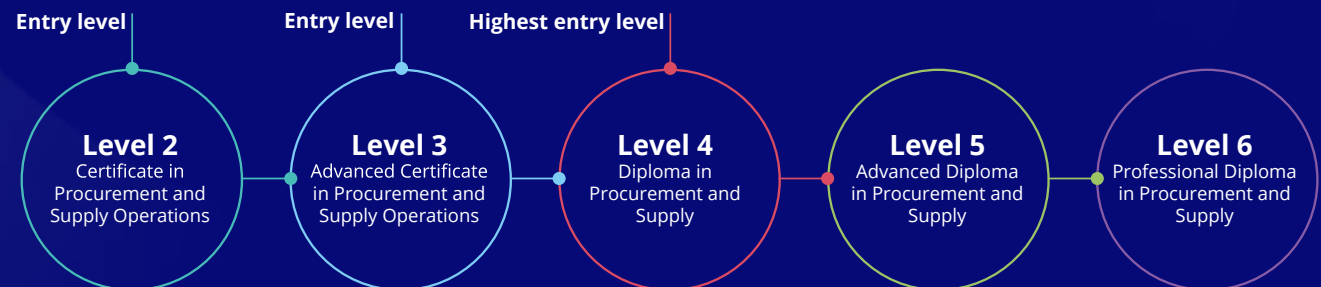 Entry level
Entry level
Highest entry level
Level 2
Certificate in
Procurement and
Supply Operations
Level 3
Advanced Certificate
in Procurement and
Supply Operations
Level 4
Diploma in
Procurement and
Supply
Level 5
Advanced Diploma
in Procurement and
Supply
Level 6
Professional Diploma
in Procurement and
Supply